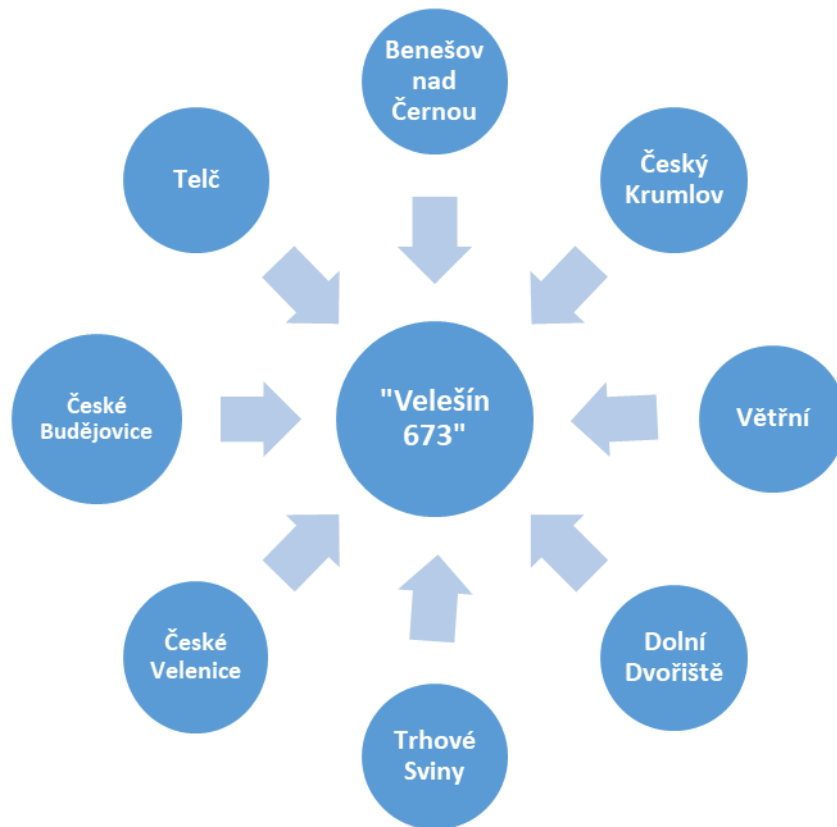 Benešov
nad
Černou
Český
Krumlov
Větřní
Dolní
Dvořiště
Trhové
Sviny
České
Velenice
České
Budějovice
Telč
"Velešín
673"